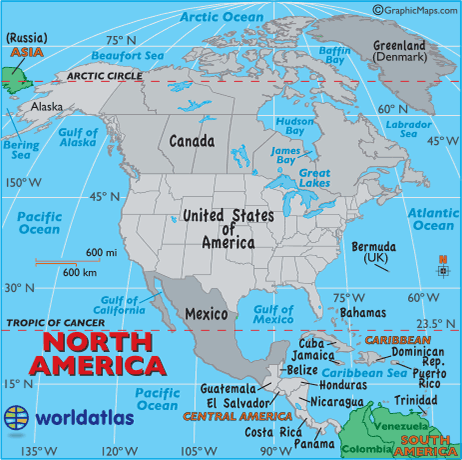 ©GraphicMaps.com
Arctic Ocean
(Russia)
ASIA
75° N
Beaufort Sea
Baffin
Bay
Greenland
(Denmark)
ARCTIC CIRCLE
Alaska
60° N
Bering
Sea
Gulf of
Alaska
Canada
Hudson
Bay
James
Bay
Labrador
Sea
45° W
Great
Lakes
150° W
45° N
Pacific
Ocean
United States
of
America
Atlantic
Ocean
Bermuda
(UK)
N
600 mi
600 km
30° N
Gulf of
California
Mexico
Gulf of
Mexico
75°W
60° W
Bahamas
TROPIC OF CANCER
23.5° N
NORTH
AMERICA
Cuba
Jamaica
CARIBBEAN
Dominican
Rep.
Belize
Caribbean Sea
Puerto
Rico
15° N
Guatemala
Honduras
El Salvador
Nicaragua
Trinidad
Pacific
Ocean
CENTRAL AMERICA
Costa Rica
Panama
Venezuela
Colombia
SOUTH
AMERICA
worldatlas
135°W
120° W
105°W
90° W